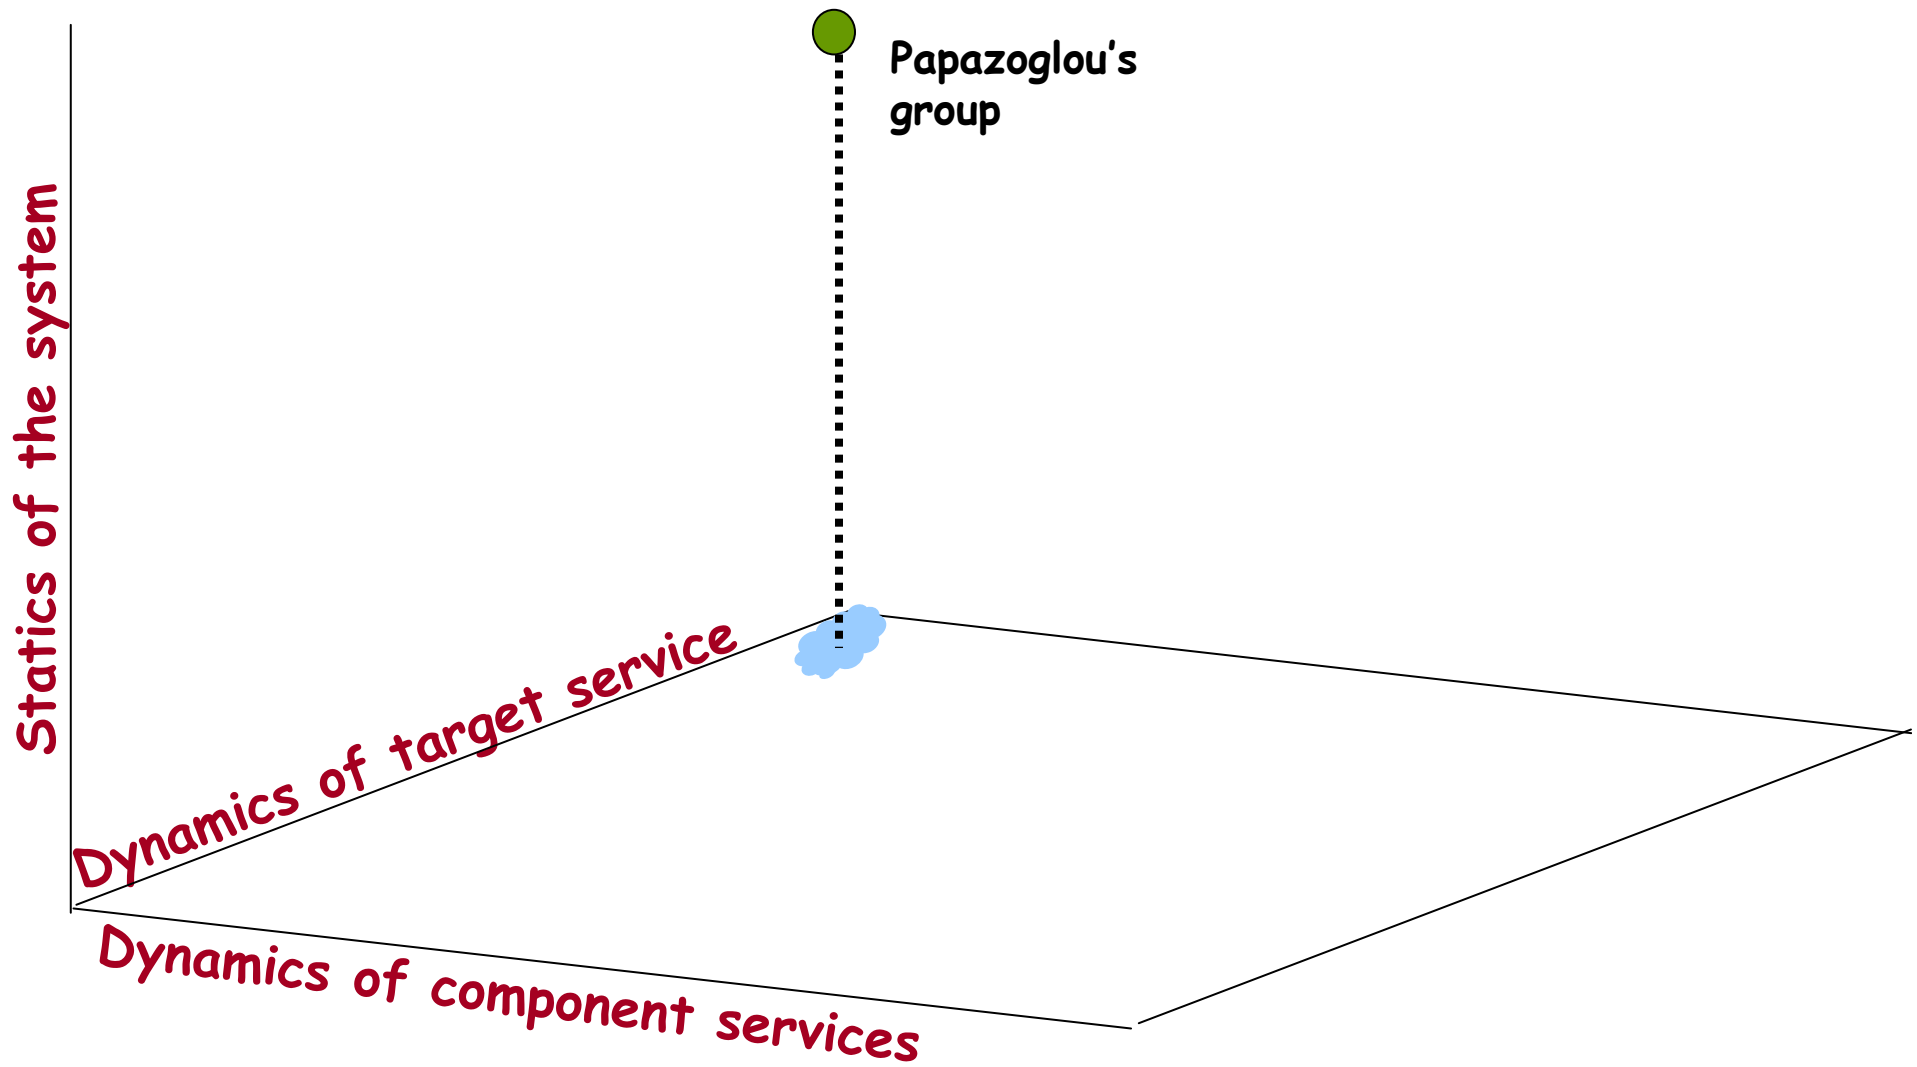 Papazoglou's
group
Statics of the system
Dynamics of target service
Dynamics of component services